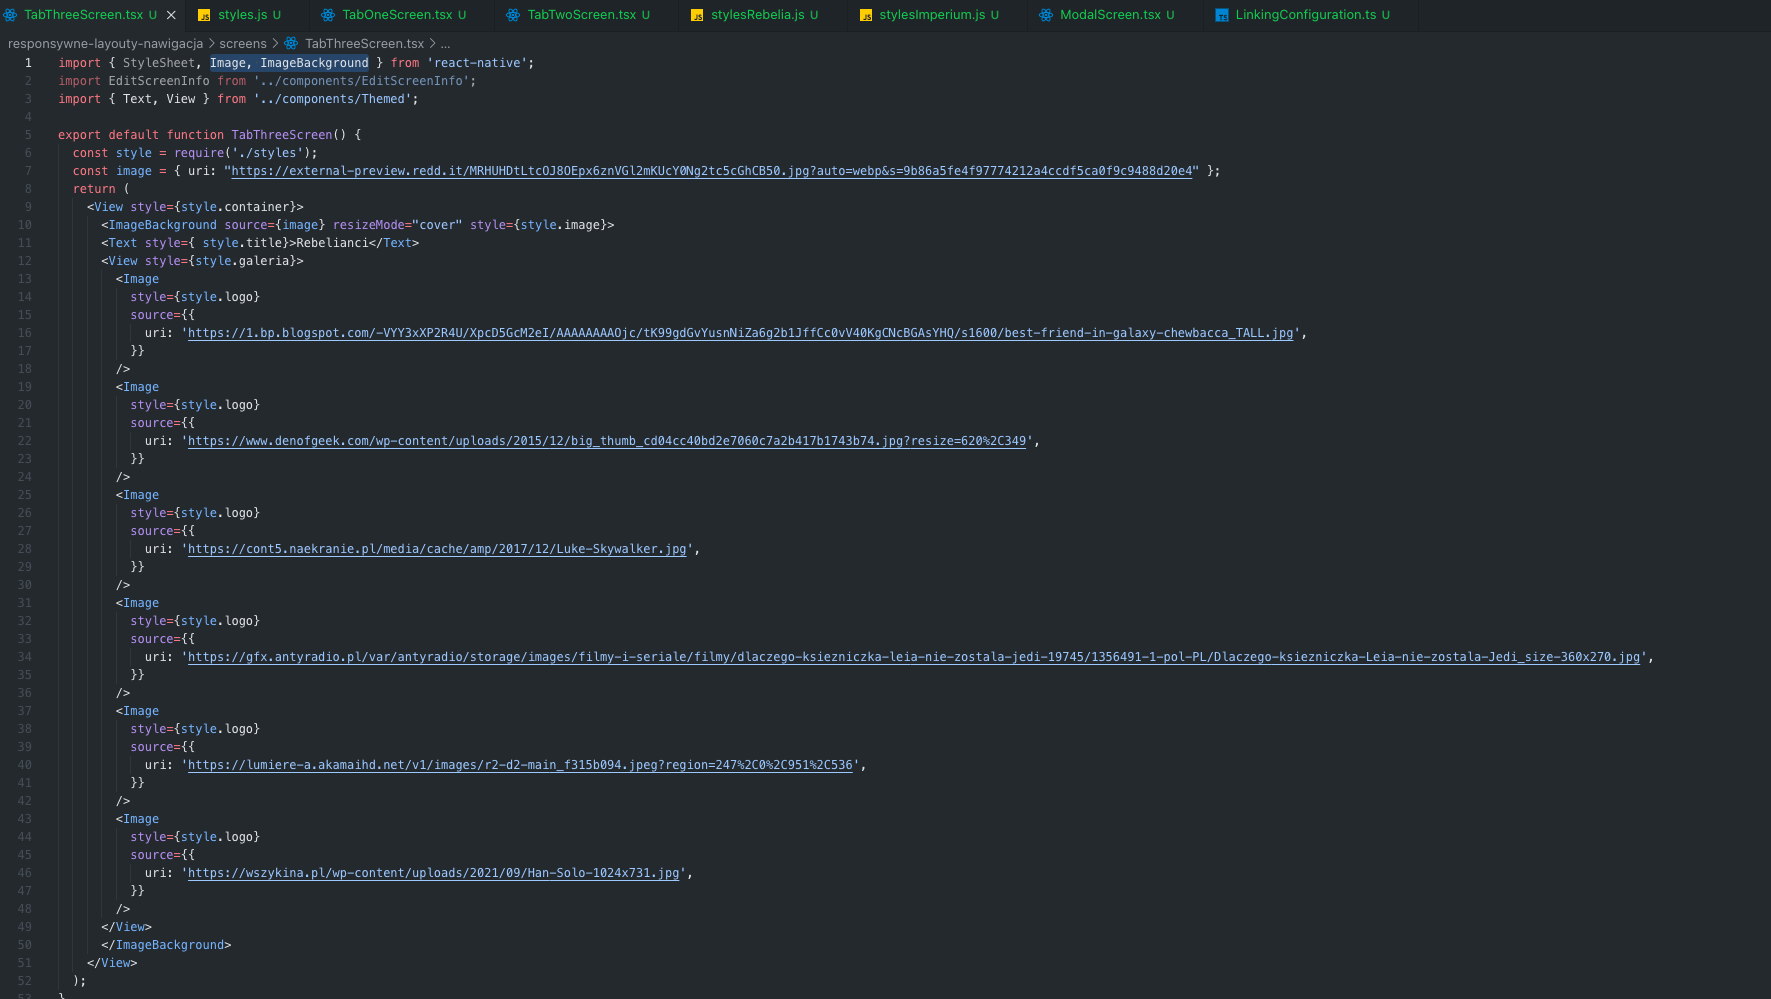 TabThreeScreen.tsx U
styles.js U
TabOneScreen.tsx U
TabTwoScreen.tsx U
stylesRebelia.js U
stylesImperium.js U
ModalScreen.tsx U
LinkingConfiguration.ts U
responsywne-layouty-nawigacja > screens > TabThreeScreen.tsx > ...
1 import { StyleSheet, Image, ImageBackground } from 'react-native';
2 import EditScreenInfo from '../components/EditScreenInfo';
3 import { Text, View } from '../components/Themed';
4
5 export default function TabThreeScreen() {
6 const style = require('./styles');
7 const image = { uri: "https://external-preview.redd.it/MRHUHDtLtcOJ8OEpx6znVGl2mKUcY0Ng2tc5cGhCB50.jpg?auto=webp&s=9b86a5fe4f97774212a4ccdf5ca0f9c9488d20e4" };
8 return (
9 <View style={style.container}>
10 <ImageBackground source={image} resizeMode="cover" style={style.image}>
11 <Text style={ style.title}>Rebelianci</Text>
12 <View style={style.galeria}>
13 <Image
14 style={style.logo}
15 source={{
16 uri: 'https://1.bp.blogspot.com/-VYY3xXP2R4U/XpcD5GcM2eI/AAAAAAAAOjc/tK99gdGvYusnNiZa6g2b1JffCc0vV40KgCNcBGAsYHQ/s1600/best-friend-in-galaxy-chewbacca_TALL.jpg',
17 }}
18 />
19 <Image
20 style={style.logo}
21 source={{
22 uri: 'https://www.denofgeek.com/wp-content/uploads/2015/12/big_thumb_cd04cc40bd2e7060c7a2b417b1743b74.jpg?resize=620%2C349',
23 }}
24 />
25 <Image
26 style={style.logo}
27 source={{
28 uri: 'https://cont5.naekranie.pl/media/cache/amp/2017/12/Luke-Skywalker.jpg',
29 }}
30 />
31 <Image
32 style={style.logo}
33 source={{
34 uri: 'https://gfx.antyradio.pl/var/antyradio/storage/images/filmy-i-seriale/filmy/dlaczego-ksiezniczka-leia-nie-zostala-jedi-19745/1356491-1-pol-PL/Dlaczego-ksiezniczka-Leia-nie-zostala-Jedi_size-360x270.jpg',
35 }}
36 />
37 <Image
38 style={style.logo}
39 source={{
40 uri: 'https://lumiere-a.akamaihd.net/v1/images/r2-d2-main_f315b094.jpeg?region=247%2C0%2C951%2C536',
41 }}
42 />
43 <Image
44 style={style.logo}
45 source={{
46 uri: 'https://wszykina.pl/wp-content/uploads/2021/09/Han-Solo-1024x731.jpg',
47 }}
48 />
49 </View>
50 </ImageBackground>
51 </View>
52 );
53 }